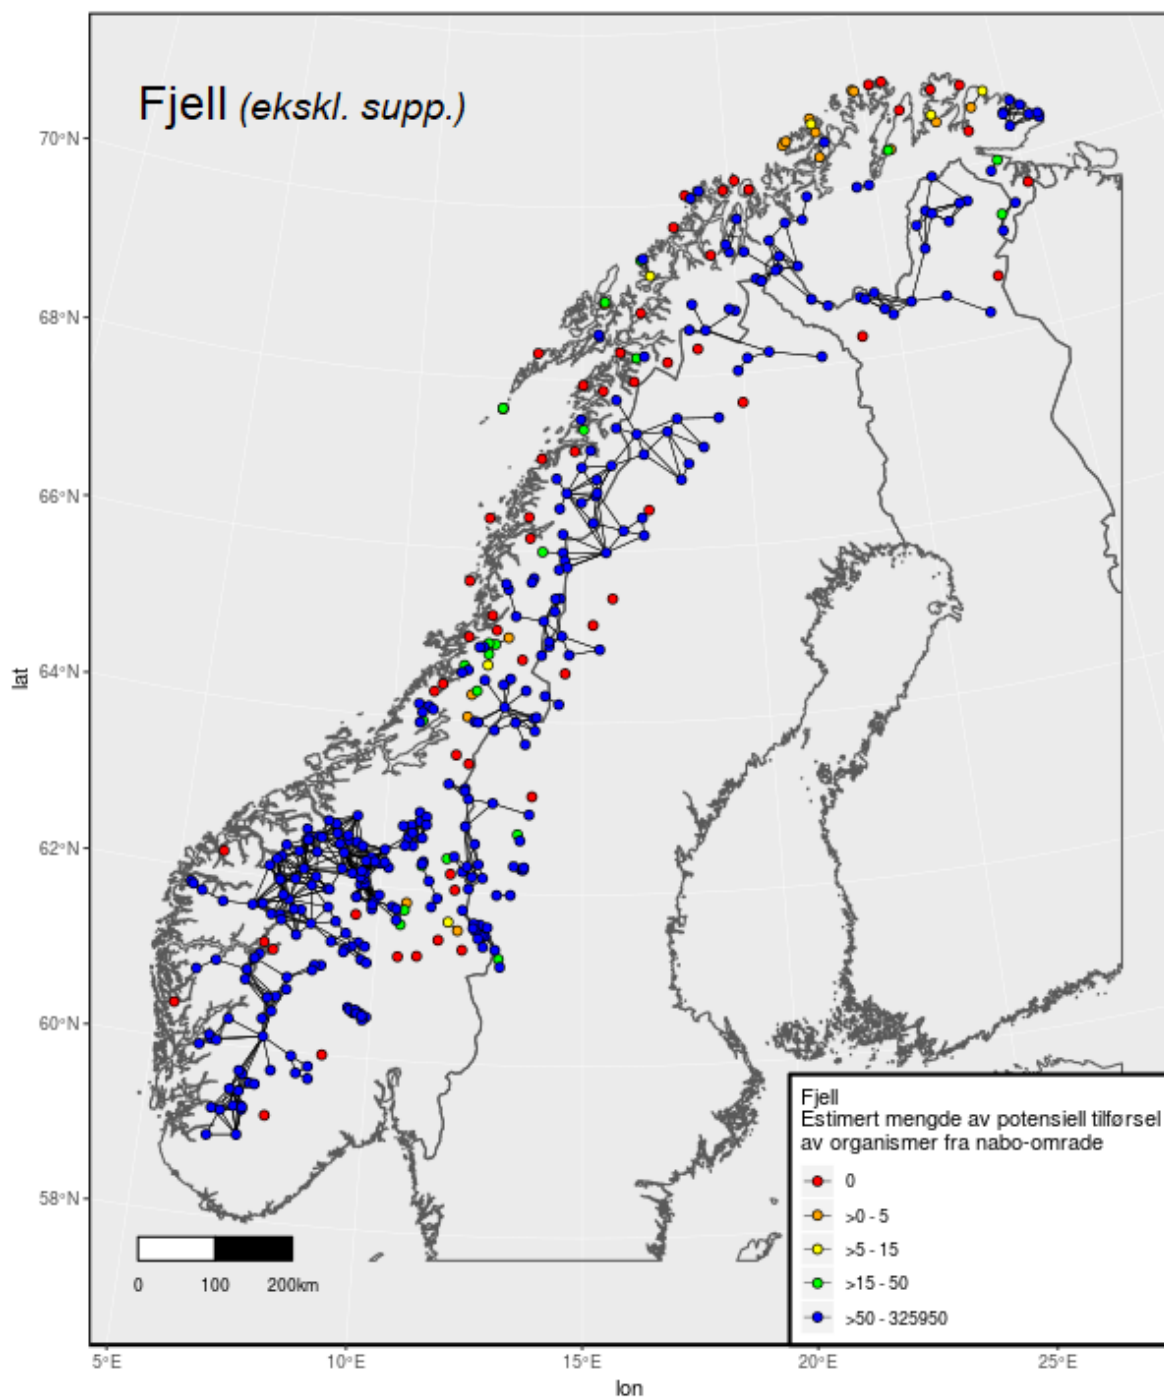 Fjell (ekskl. supp.)
70°N
68°N
66°N
64°N
62°N
60°N
58°N
lat
0 100 200km
Fjell
Estimert mengde av potensiell tilførsel
av organismer fra nabo-område
0
>0 - 5
>5 - 15
>15 - 50
>50 - 325950
5°E 10°E 15°E 20°E 25°E
lon